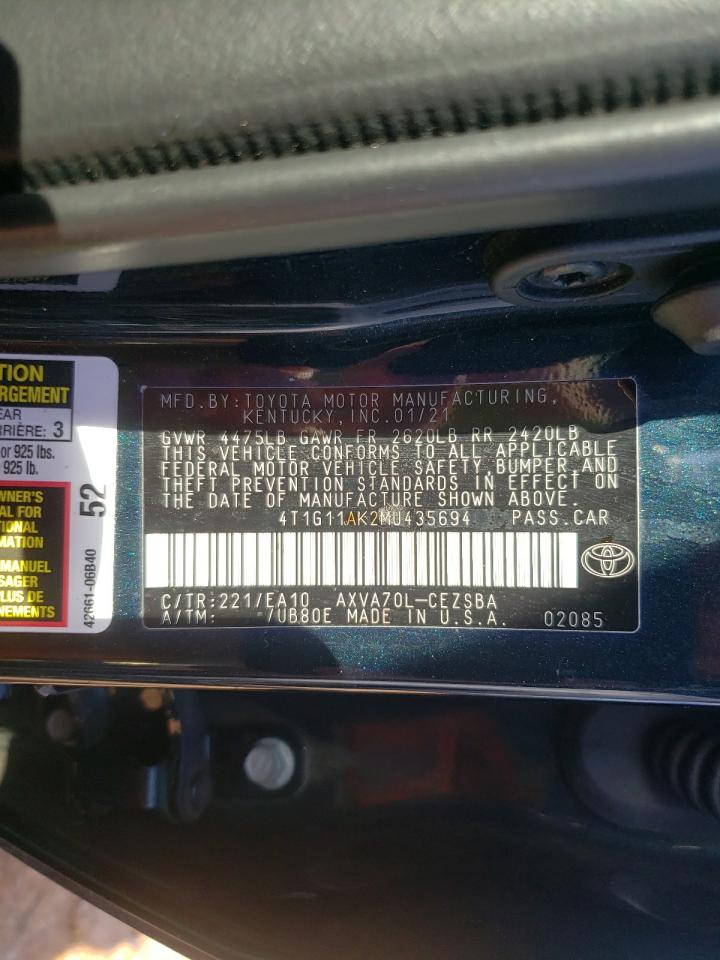 TION
RGEMENT
EAR
RRIÈRE: 3
or 925 lbs.
925 lb.
WNER'S
AL FOR
TIONAL
MATION
MANUEL
SAGER
PLUS DE
NEMENTS
52
42661-06B40
MFD.BY:TOYOTA MOTOR MANUFACTURING,
KENTUCKY, INC.01/21
GVWR 4475LB GAWR FR 2620LB RR 2420LB
THIS VEHICLE CONFORMS TO ALL APPLICABLE
FEDERAL MOTOR VEHICLE SAFETY,BUMPER,AND
THEFT PREVENTION STANDARDS IN EFFECT ON
THE DATE OF MANUFACTURE SHOWN ABOVE.
4T1G11AK2MU435694 PASS.CAR
C/TR:221/EA10 AXVA70L-CEZSBA
A/TM: -7UB80E MADE IN U.S.A. 02085